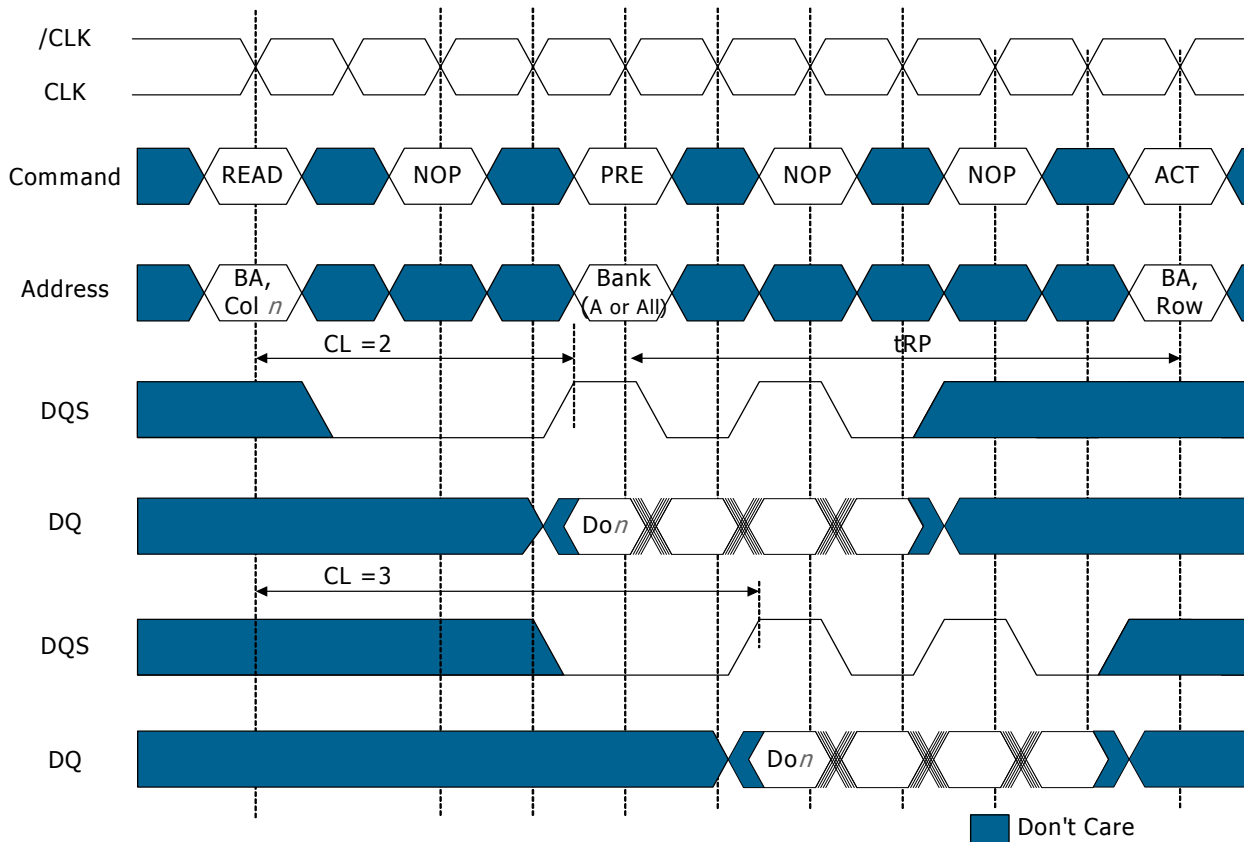 /CLK
CLK
Command
READ
NOP
PRE
NOP
NOP
ACT
Address
BA,
Col n
Bank
(A or All)
BA,
Row
CL =2
tRP
DQS
DQ
Don
CL =3
DQS
DQ
Don
Don't Care